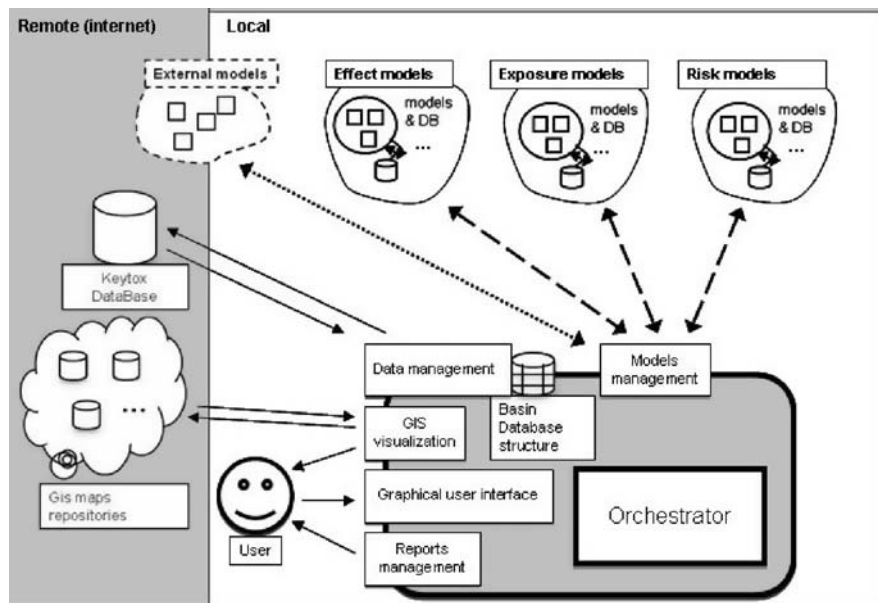 Remote (internet)
Local
External models
Effect models
Exposure models
Risk models
models
& DB
...
models
& DB
...
models
& DB
...
Keytox
DataBase
...
Gis maps
repositories
User
Data management
Models
management
GIS
visualization
Basin
Database
structure
Graphical user interface
Orchestrator
Reports
management